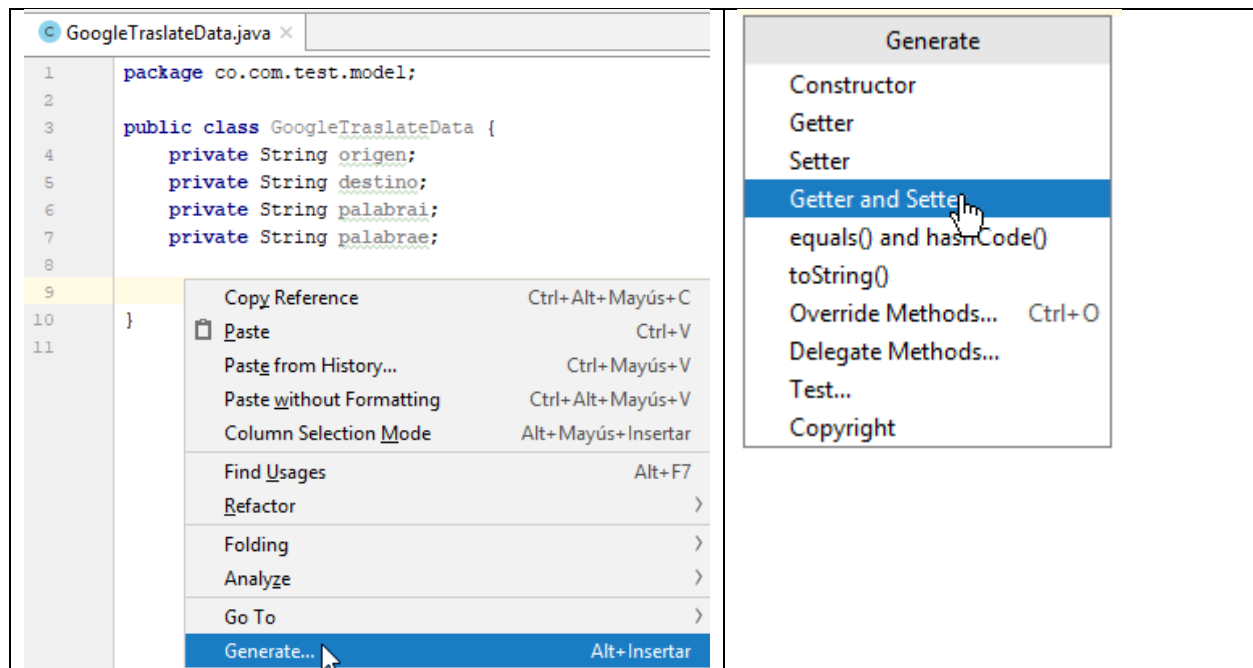 GoogleTraslateData.java
1 package co.com.test.model;
2
3 public class GoogleTraslateData {
4 private String origen;
5 private String destino;
6 private String palabrai;
7 private String palabrae;
8
9
10 }
11
Copy Reference Ctrl+Alt+Mayús+C
Paste Ctrl+V
Paste from History... Ctrl+Mayús+V
Paste without Formatting Ctrl+Alt+Mayús+V
Column Selection Mode Alt+Mayús+Insertar
Find Usages Alt+F7
Refactor
Folding
Analyze
Go To
Generate... Alt+Insertar
Generate
Constructor
Getter
Setter
Getter and Setter
equals() and hashCode()
toString()
Override Methods... Ctrl+O
Delegate Methods...
Test...
Copyright